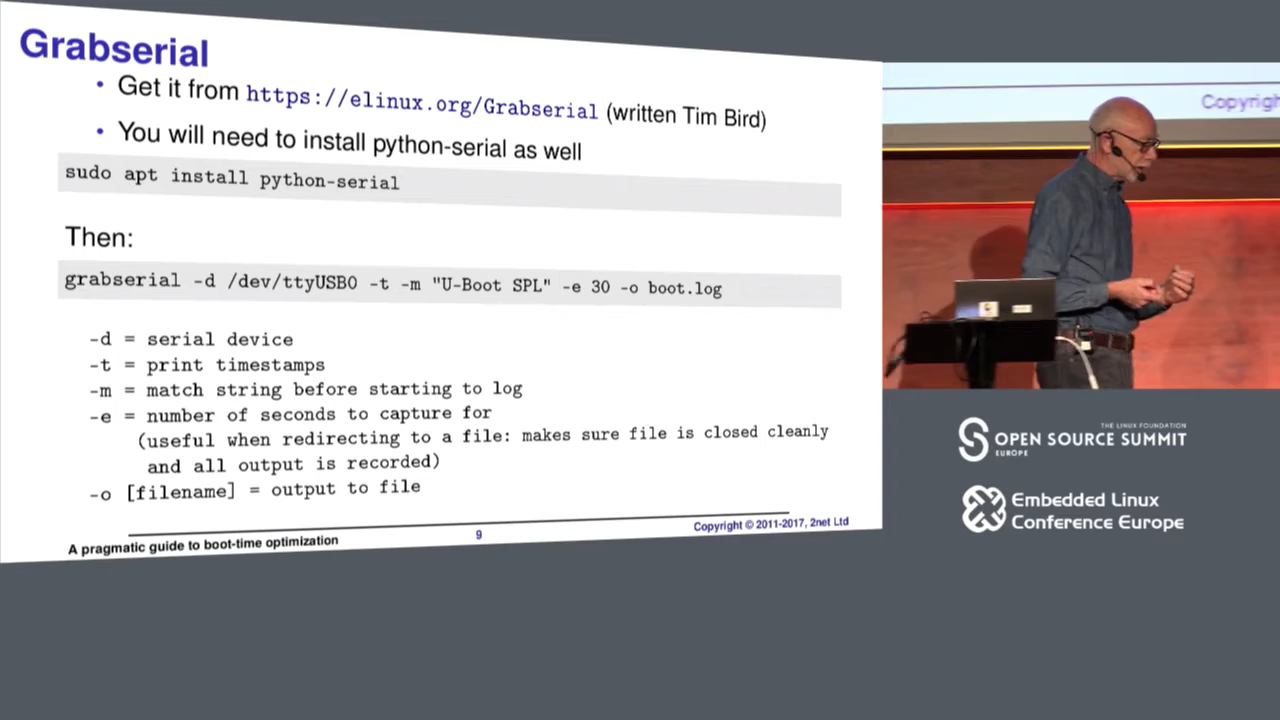 Grabserial
• Get it from https://elinux.org/Grabserial (written Tim Bird)
• You will need to install python-serial as well
sudo apt install python-serial
Then:
grabserial -d /dev/ttyUSB0 -t -m "U-Boot SPL" -e 30 -o boot.log
-d = serial device
-t = print timestamps
-m = match string before starting to log
-e = number of seconds to capture for
(useful when redirecting to a file: makes sure file is closed cleanly
and all output is recorded)
-o [filename] = output to file
A pragmatic guide to boot-time optimization
9
Copyright © 2011-2017, 2net Ltd
THE LINUX FOUNDATION
OPEN SOURCE SUMMIT
EUROPE
Embedded Linux
Conference Europe